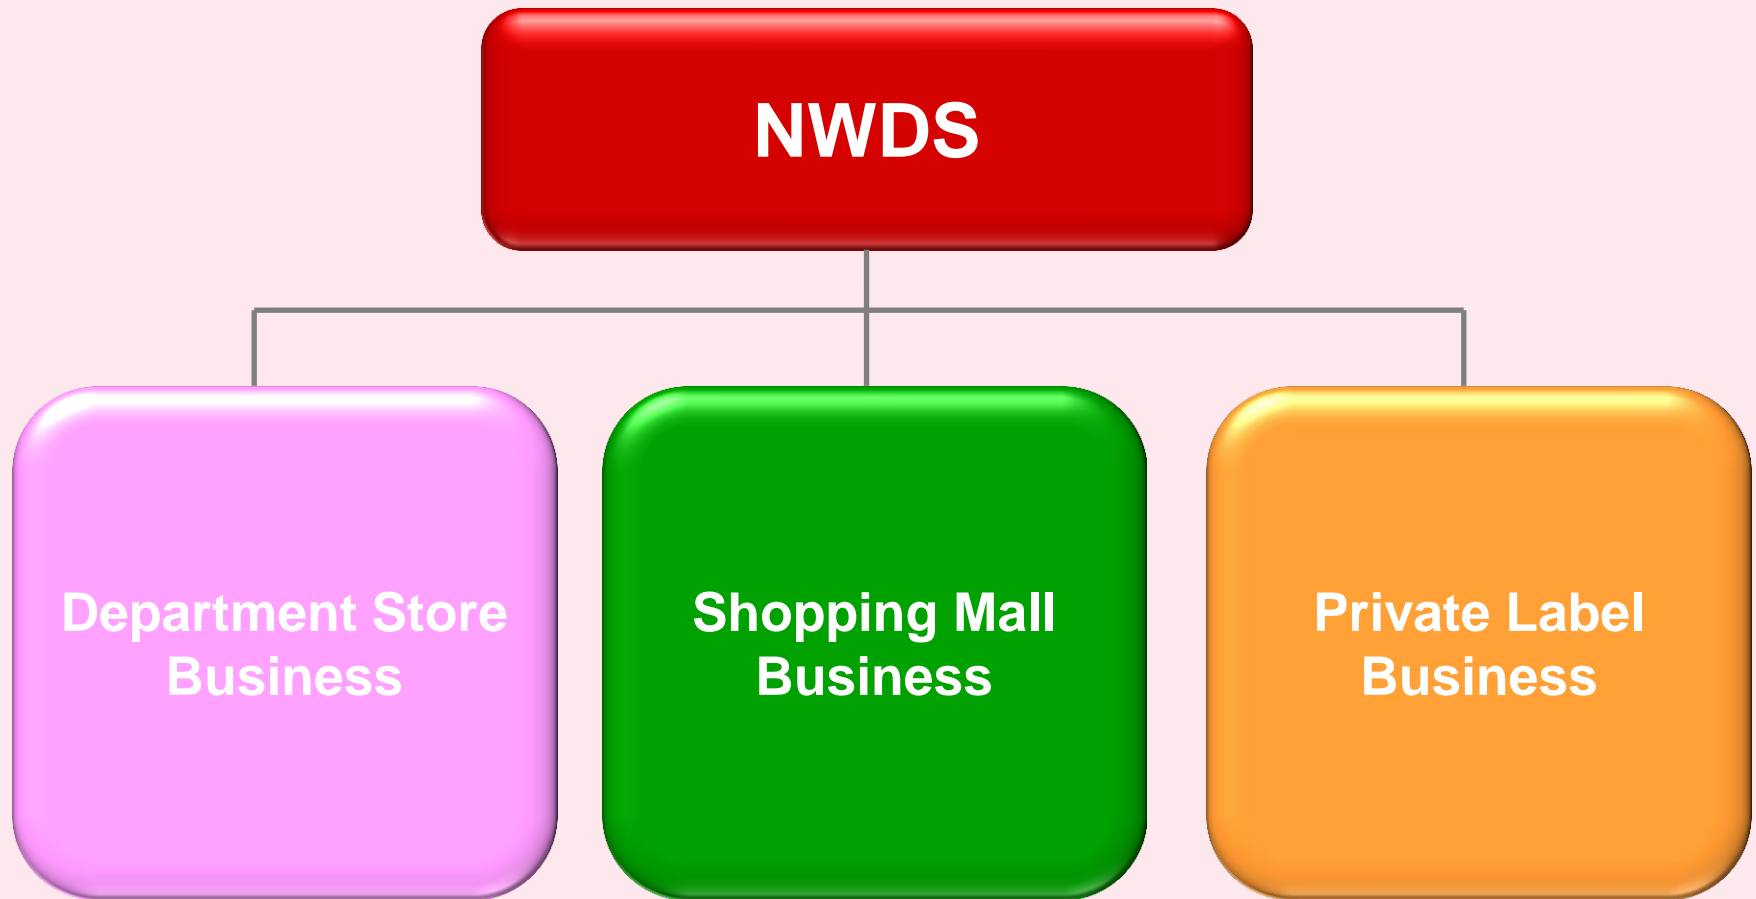 NWDS
Department Store
Business
Shopping Mall
Business
Private Label
Business